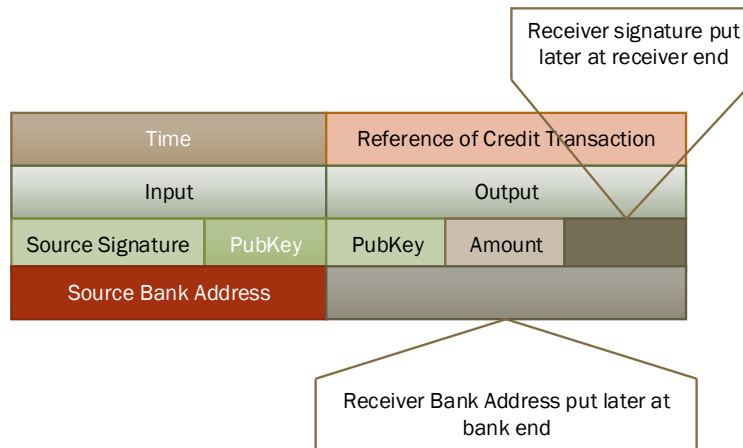 Receiver signature put
later at receiver end
Time
Reference of Credit Transaction
Input
Output
Source Signature
PubKey
PubKey
Amount
Source Bank Address
Receiver Bank Address put later at
bank end